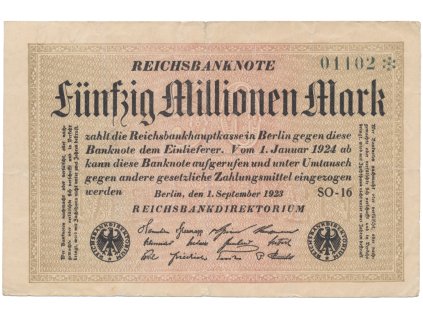 REICHSBANKNOTE
01102 *
Fünfzig Millionen Mark
zahlt die Reichsbankhauptkasse in Berlin gegen diese
Banknote dem Einlieferer. Vom 1. Januar 1924 ab
kann diese Banknote aufgerufen und unter Umtausch
gegen andere gesetzliche Zahlungsmittel eingezogen
werden
Berlin, den 1. September 1923
SO-16
REICHSBANKDIREKTORIUM
REICHSBANKDIREKTORIUM
REICHSBANKDIREKTORIUM